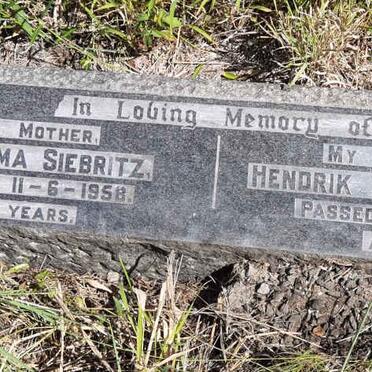 In Loving Memory of
MOTHER,
MA SIEBRITZ,
11-6-1958.
YEARS,
MY
HENDRIK
PASSED